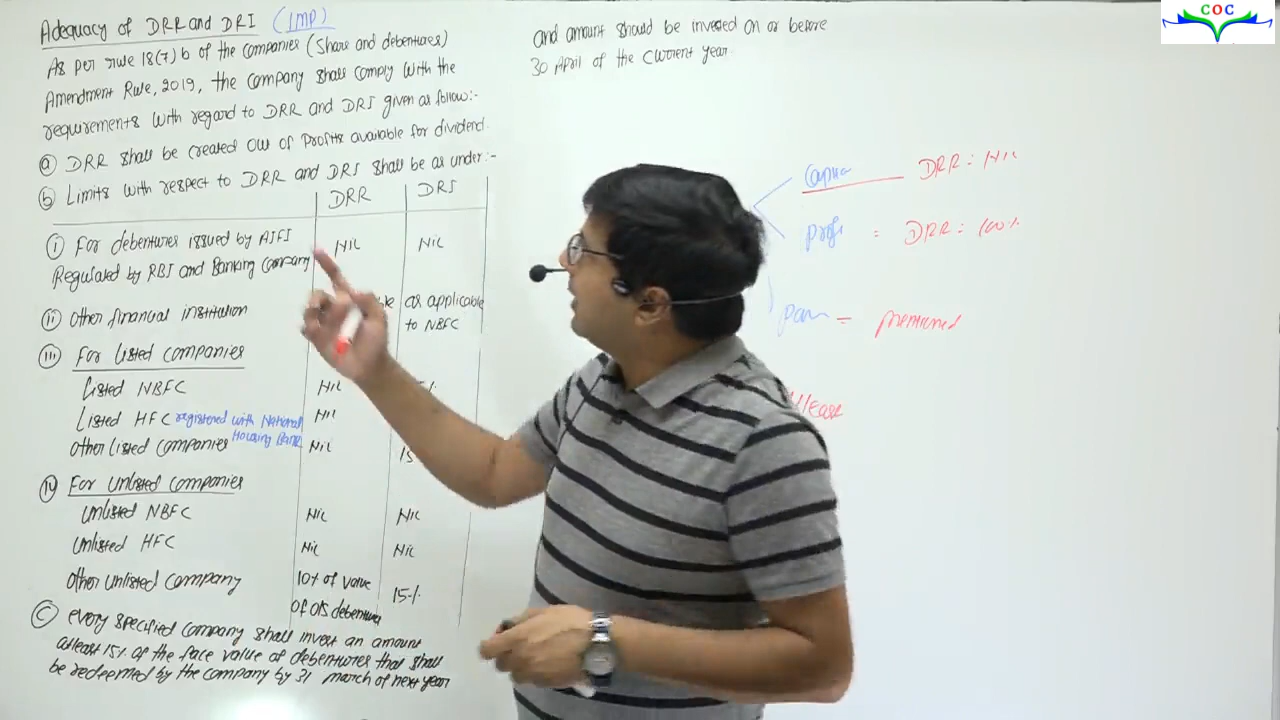 Adequacy of DRR and DRI (IMP)
As per rule 18(7) b of the companies (Share and debentures)
Amendment Rule, 2019, the company shall comply with the
requirements with regard to DRR and DRI given as follow:-
(a) DRR shall be created out of profits available for dividend.
(b) Limits with respect to DRR and DRI shall be as under:-
DRR DRI
(i) For debentures issued by AIFI Nil Nil
Regulated by RBI and Banking Company
(ii) Other financial institution as applicable
to NBFC
(iii) For listed companies
Listed NBFC Nil
Listed HFC registered with National Nil
Housing Bank
Other Listed companies Nil 15
(iv) For Unlisted companies
Unlisted NBFC Nil Nil
Unlisted HFC Nil Nil
Other unlisted company 10% of value 15%
of o/s debenture
(c) every specified company shall invest an amount
atleast 15% of the face value of debentures that shall
be redeemed by the company by 31 march of next year
and amount should be invested on or before
30 April of the current year.
DRR : Nil
= DRR : 100%
= mentioned
COC